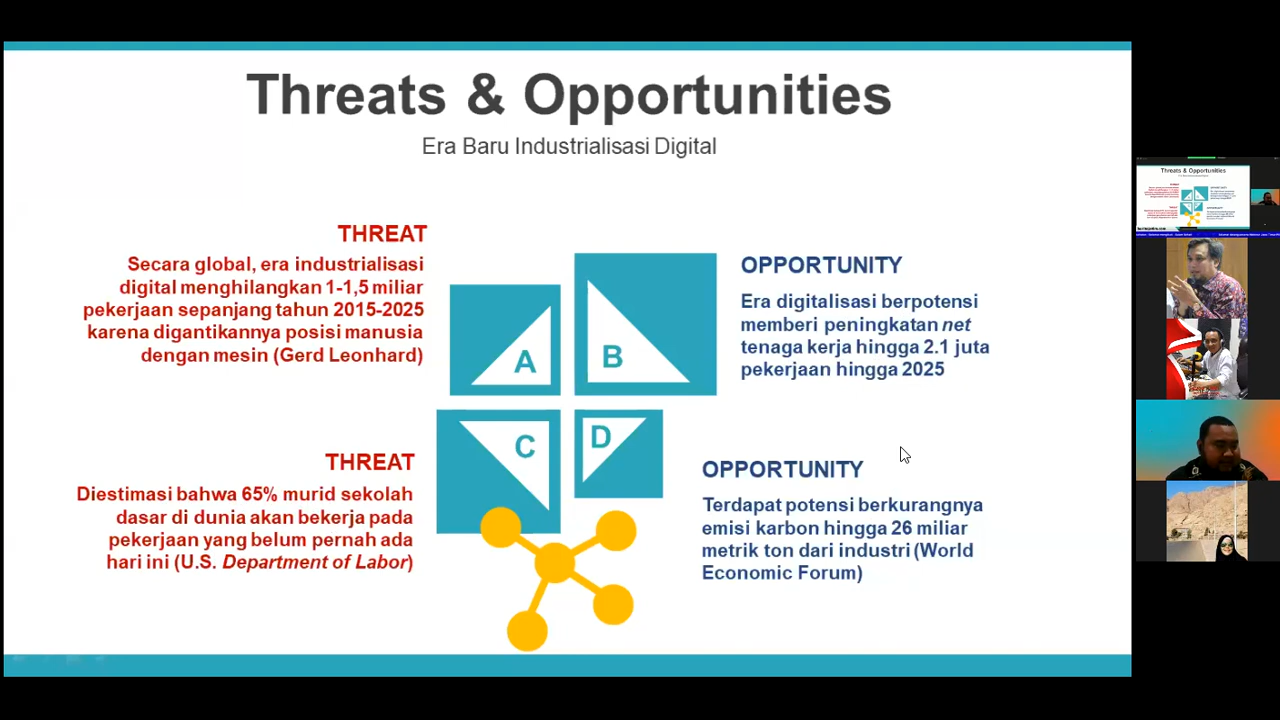 Threats & Opportunities
Era Baru Industrialisasi Digital
THREAT
Secara global, era industrialisasi
digital menghilangkan 1-1,5 miliar
pekerjaan sepanjang tahun 2015-2025
karena digantikannya posisi manusia
dengan mesin (Gerd Leonhard)
OPPORTUNITY
Era digitalisasi berpotensi
memberi peningkatan net
tenaga kerja hingga 2.1 juta
pekerjaan hingga 2025
A
B
C
D
THREAT
Diestimasi bahwa 65% murid sekolah
dasar di dunia akan bekerja pada
pekerjaan yang belum pernah ada
hari ini (U.S. Department of Labor)
OPPORTUNITY
Terdapat potensi berkurangnya
emisi karbon hingga 26 miliar
metrik ton dari industri (World
Economic Forum)
Threats & Opportunities